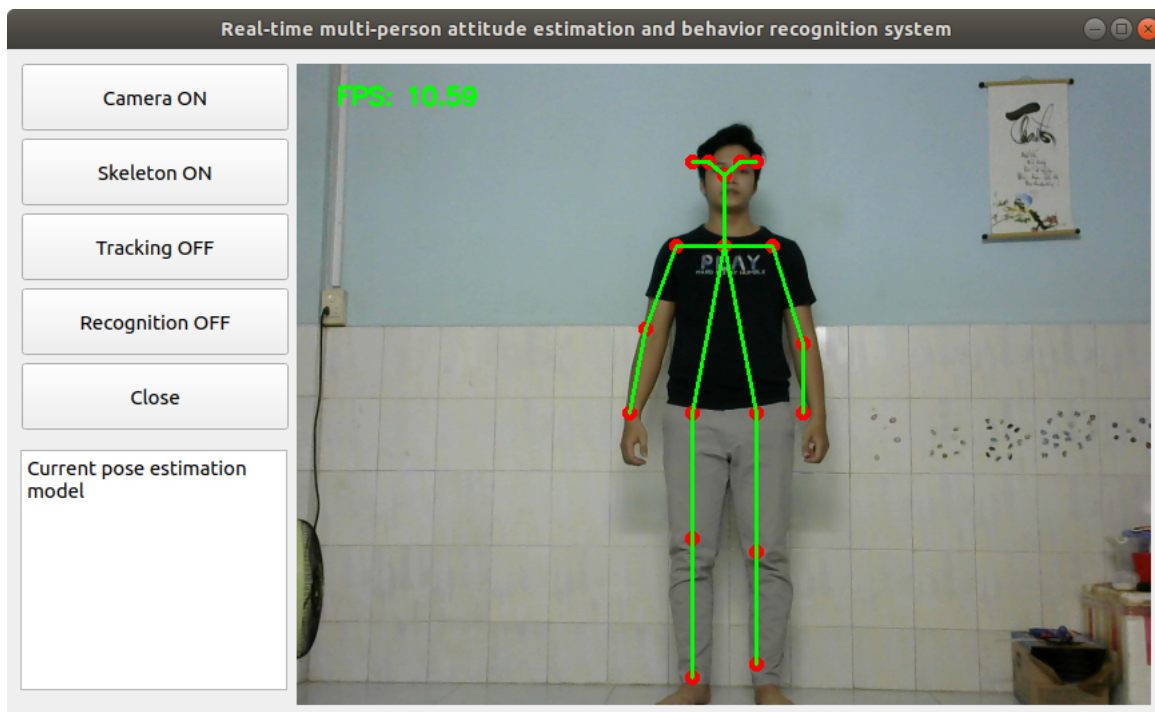 Real-time multi-person attitude estimation and behavior recognition system
Camera ON
Skeleton ON
Tracking OFF
Recognition OFF
Close
Current pose estimation
model
FPS: 10.59
PLAY